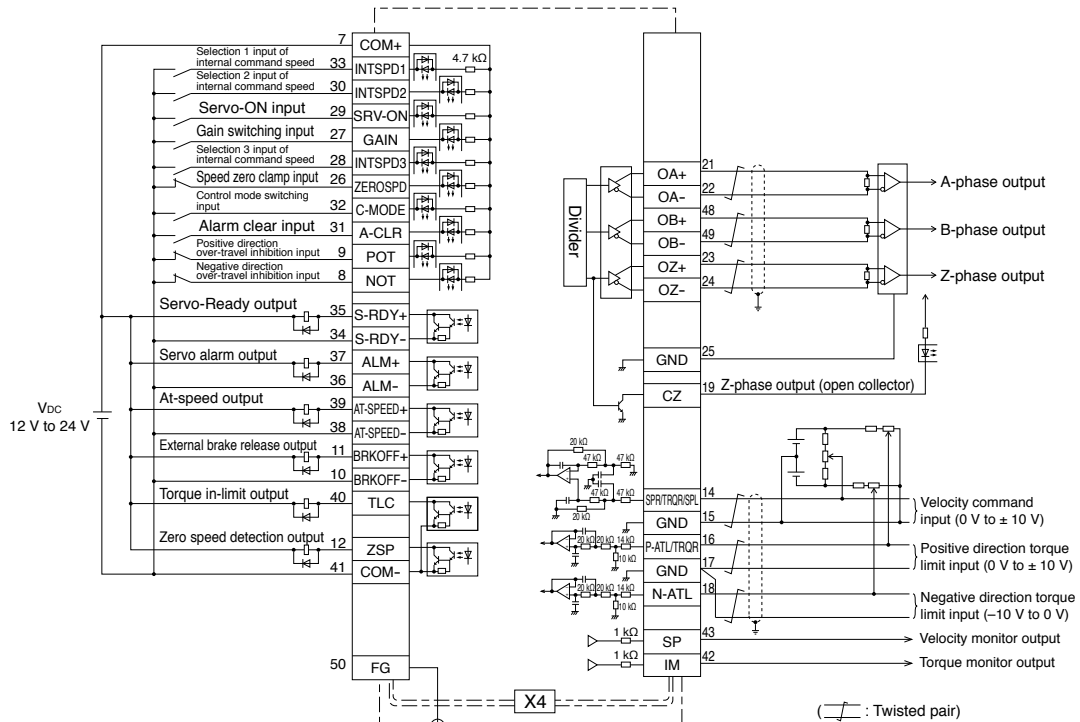 7 COM+
Selection 1 input of
internal command speed 33 INTSPD1 4.7 kΩ
Selection 2 input of
internal command speed 30 INTSPD2
Servo-ON input 29 SRV-ON
Gain switching input 27 GAIN
Selection 3 input of
internal command speed 28 INTSPD3
Speed zero clamp input 26 ZEROSPD
Control mode switching
input 32 C-MODE
Alarm clear input 31 A-CLR
Positive direction
over-travel inhibition input 9 POT
Negative direction
over-travel inhibition input 8 NOT
Servo-Ready output 35 S-RDY+
34 S-RDY-
Servo alarm output 37 ALM+
36 ALM-
At-speed output 39 AT-SPEED+
38 AT-SPEED-
VDC
12 V to 24 V
External brake release output 11 BRKOFF+
10 BRKOFF-
Torque in-limit output 40 TLC
Zero speed detection output 12 ZSP
41 COM-
50 FG
X4
Divider
OA+ 21 A-phase output
OA- 22
OB+ 48 B-phase output
OB- 49
OZ+ 23 Z-phase output
OZ- 24
GND 25
CZ 19 Z-phase output (open collector)
20 kΩ
47 kΩ 47 kΩ
47 kΩ 47 kΩ
20 kΩ
SPR/TRQR/SPL 14 Velocity command
GND 15 input (0 V to ± 10 V)
20 kΩ 20 kΩ 14 kΩ
10 kΩ
P-ATL/TRQR 16 Positive direction torque
GND 17 limit input (0 V to ± 10 V)
20 kΩ 20 kΩ 14 kΩ
10 kΩ
N-ATL 18 Negative direction torque
limit input (–10 V to 0 V)
1 kΩ SP 43 Velocity monitor output
1 kΩ IM 42 Torque monitor output
( : Twisted pair)